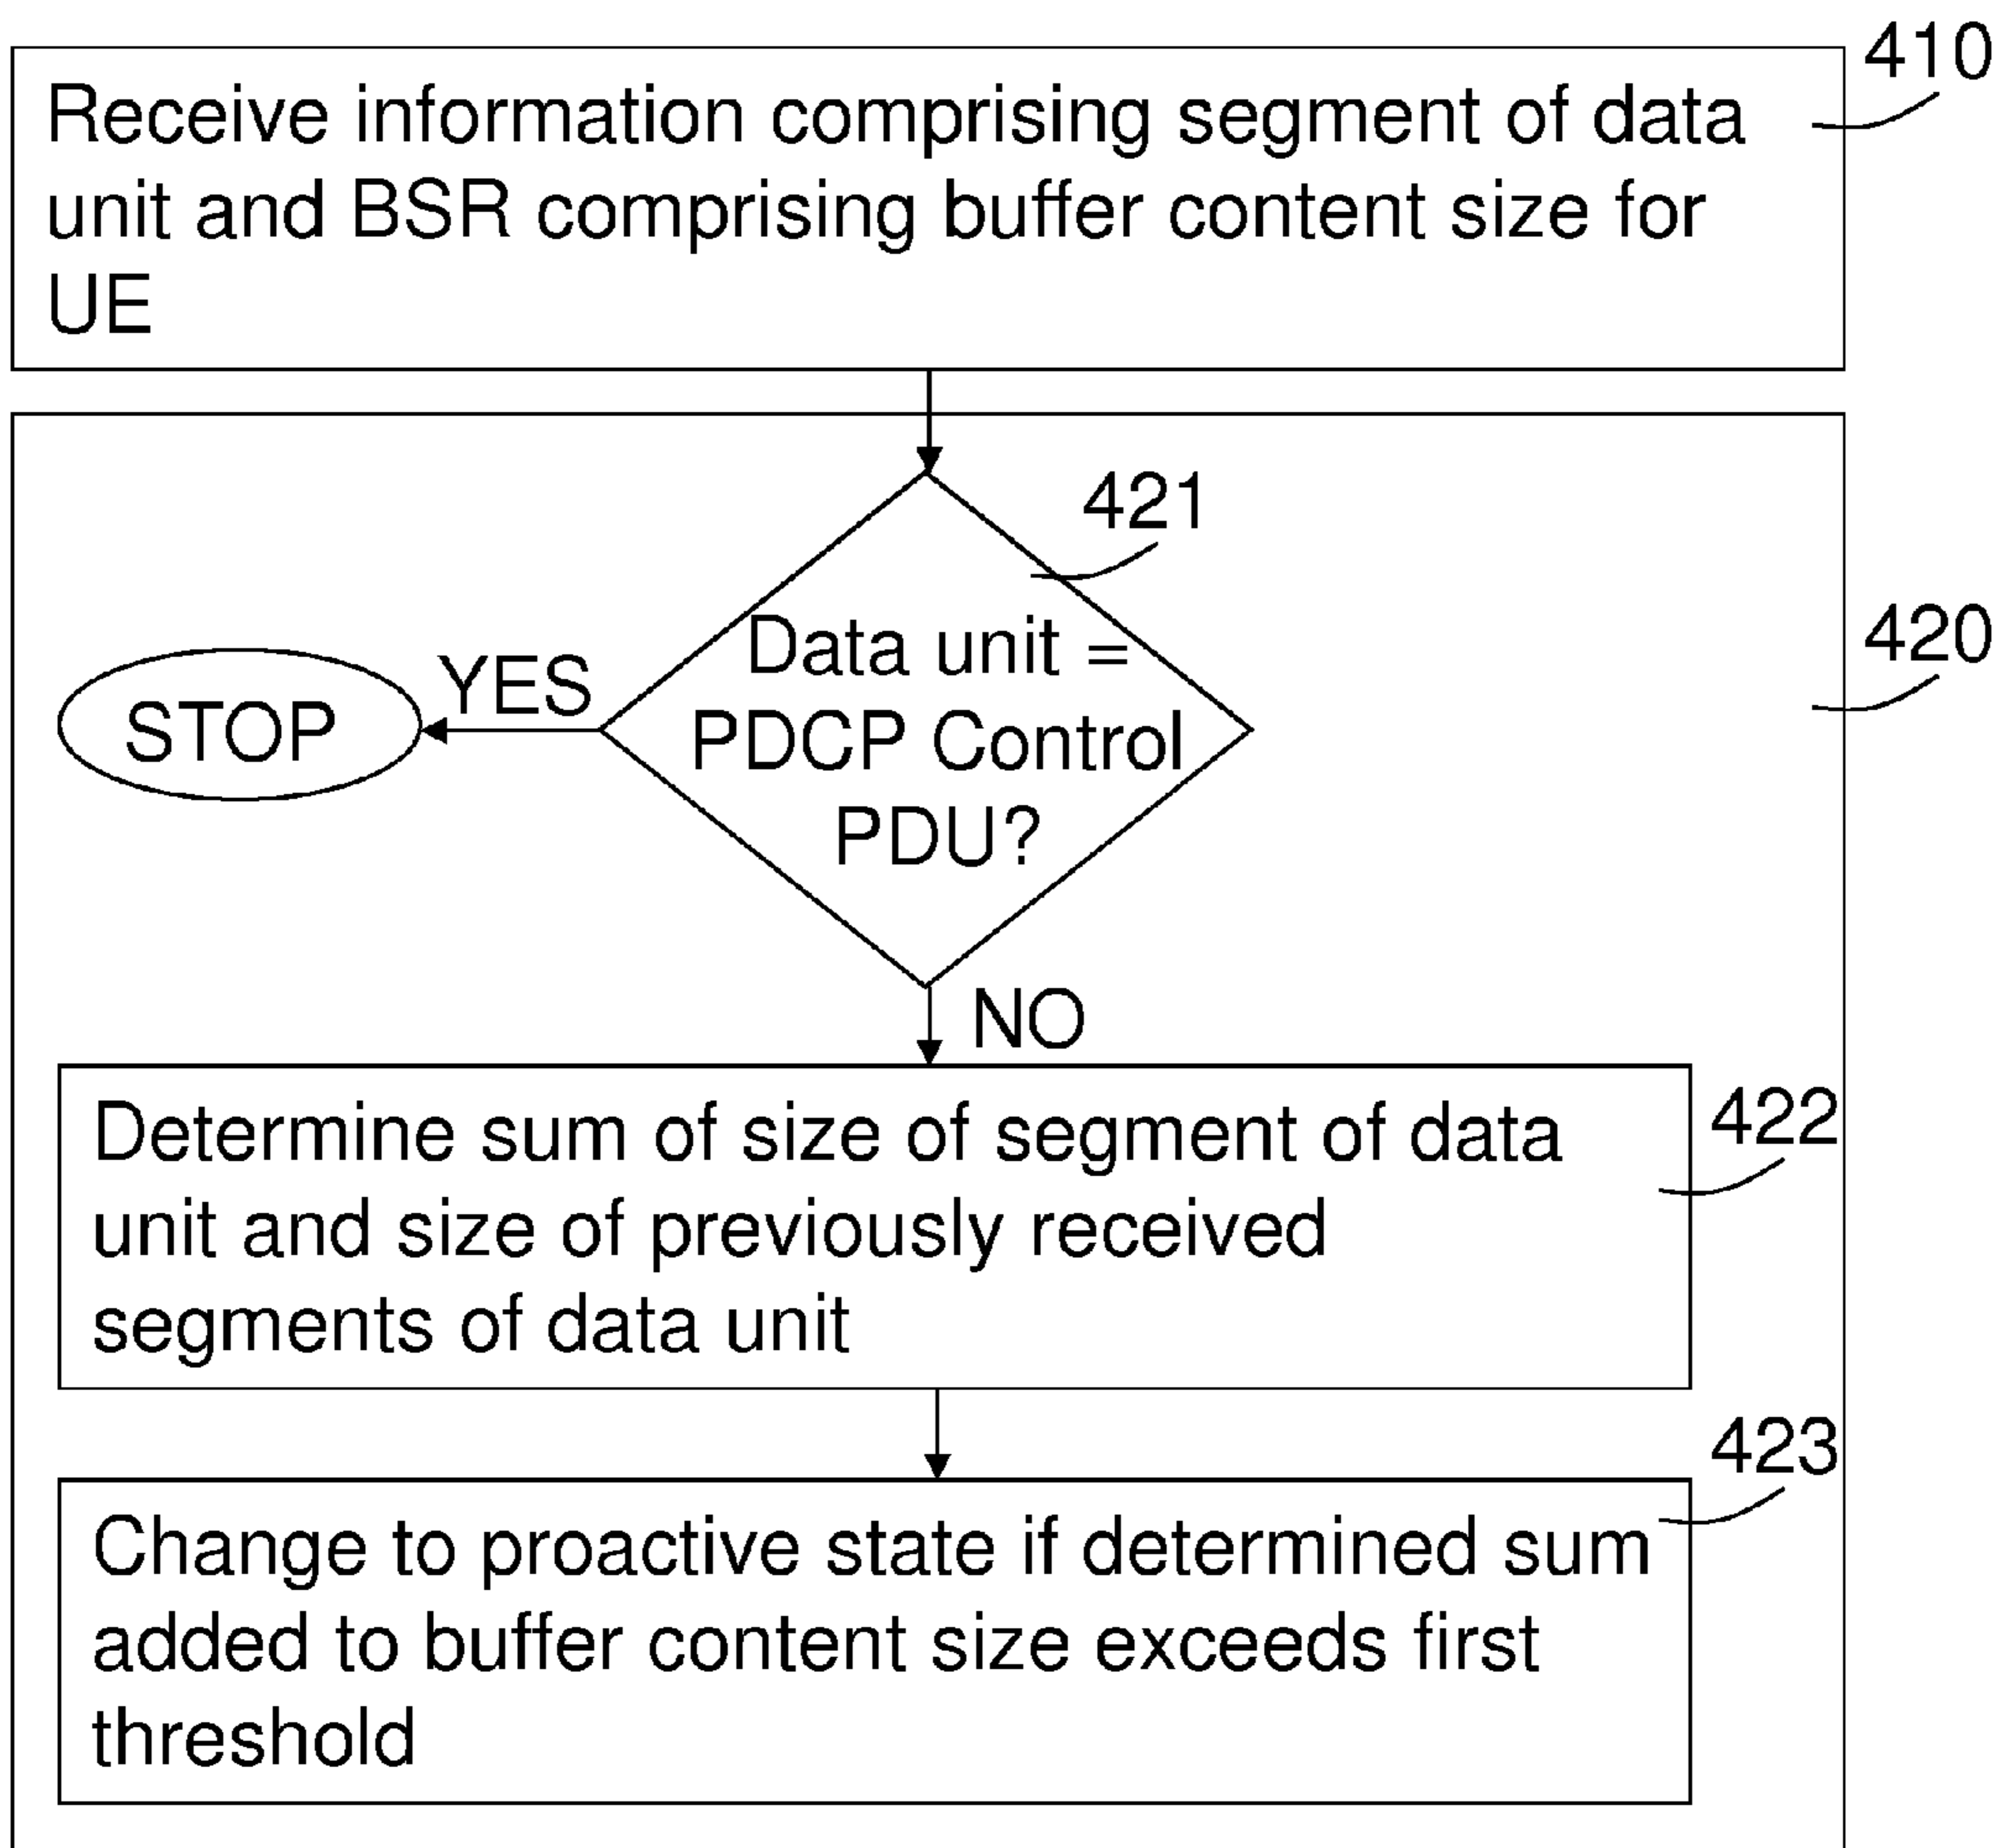 410
Receive information comprising segment of data
unit and BSR comprising buffer content size for
UE
421
420
Data unit =
PDCP Control
PDU?
YES
STOP
NO
422
Determine sum of size of segment of data
unit and size of previously received
segments of data unit
423
Change to proactive state if determined sum
added to buffer content size exceeds first
threshold